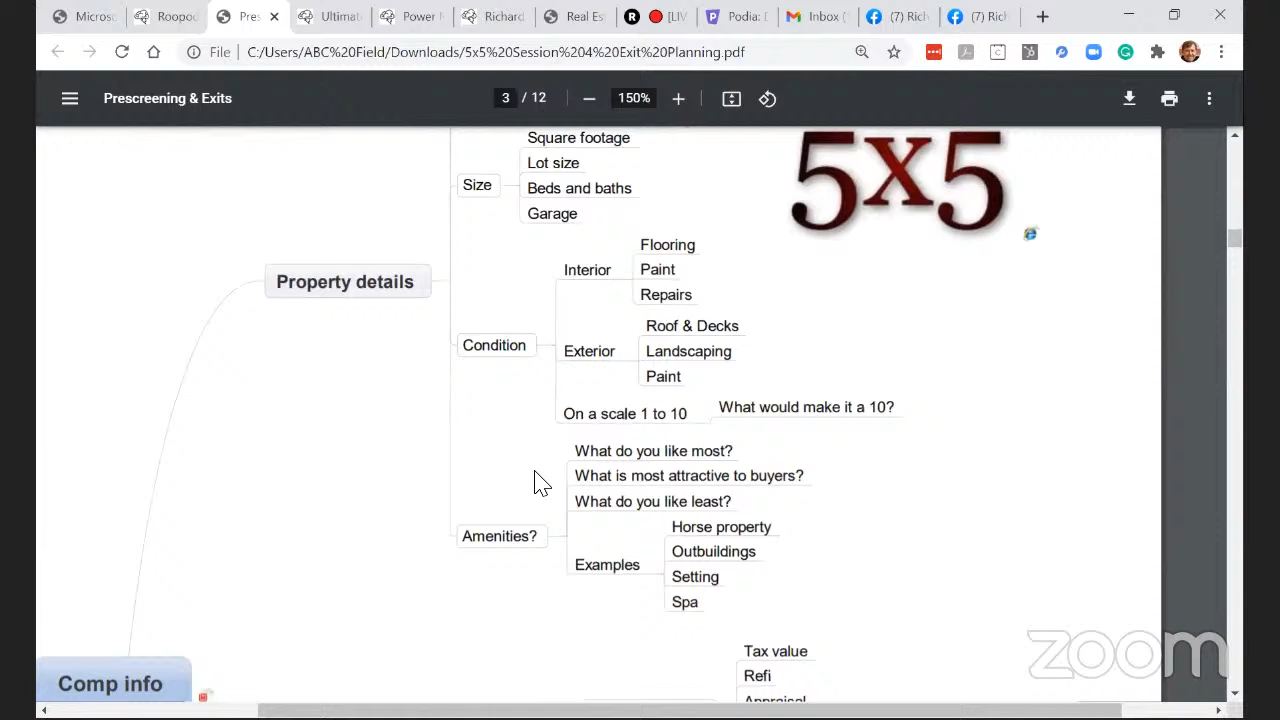 Microso
Ropood
Pres
Ultimat
Power N
Richard
Real Es
R
[LIV
Podia: D
Inbox (
(7) Rich
(7) Rich
File
C:/Users/ABC%20Field/Downloads/5x5%20Session%204%20Exit%20Planning.pdf
Prescreening & Exits
3 / 12
150%
Square footage
5x5
Lot size
Size
Beds and baths
Garage
Flooring
Interior
Paint
Property details
Repairs
Roof & Decks
Condition
Exterior
Landscaping
Paint
On a scale 1 to 10
What would make it a 10?
What do you like most?
What is most attractive to buyers?
What do you like least?
Horse property
Amenities?
Outbuildings
Examples
Setting
Spa
Tax value
zoom
Refi
Comp info
Appraisal